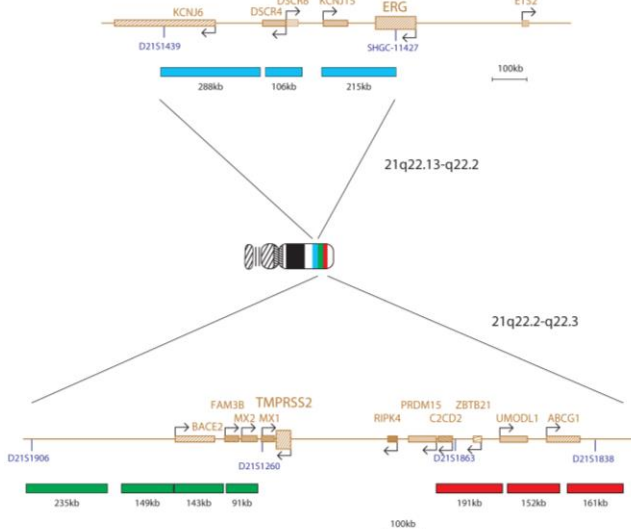 DSCR8
ETS2
KCNJ6
DSCR4
KCNJ15
ERG
D21S1439
SHGC-11427
288kb
106kb
215kb
100kb
21q22.13-q22.2
21q22.2-q22.3
FAM3B
TMPRSS2
BACE2
MX2
MX1
PRDM15
ZBTB21
RIPK4
C2CD2
UMODL1
ABCG1
D21S1906
D21S1260
D21S1863
D21S1838
235kb
149kb
143kb
91kb
191kb
152kb
161kb
100kb